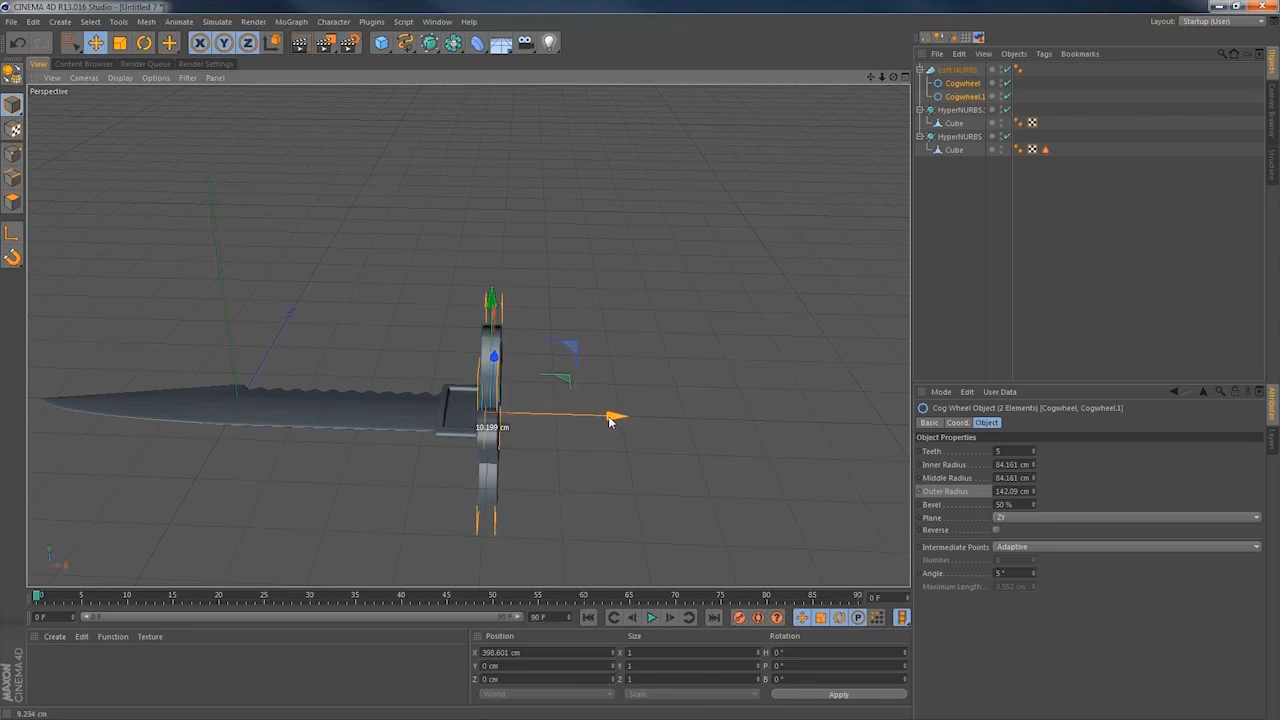 CINEMA 4D R13.016 Studio - [Untitled 7 *]
File Edit Create Select Tools Mesh Animate Simulate Render MoGraph Character Plugins Script Window Help
Layout: Startup (User)
View Content Browser Render Queue Render Settings
View Cameras Display Options Filter Panel
Perspective
10.199 cm
File Edit View Objects Tags Bookmarks
Loft NURBS
Cogwheel
Cogwheel.1
HyperNURBS.
Cube
HyperNURBS
Cube
Objects
Content Browser
Structure
Mode Edit User Data
Cog Wheel Object (2 Elements) [Cogwheel, Cogwheel.1]
Basic Coord. Object
Object Properties
Teeth 5
Inner Radius 84.161 cm
Middle Radius 84.161 cm
Outer Radius 142.09 cm
Bevel 50 %
Plane ZY
Reverse
Intermediate Points Adaptive
Number 8
Angle 5 °
Maximum Length 
Attributes
Layers
0 5 10 15 20 25 30 35 40 45 50 55 60 65 70 75 80 85 90 0 F
0 F 0 F 90 F 90 F
Create Edit Function Texture
Position Size Rotation
X 398.601 cm X 1 H 0 °
Y 0 cm Y 1 P 0 °
Z 0 cm Z 1 B 0 °
World Scale Apply
MAXON CINEMA 4D
9.234 cm